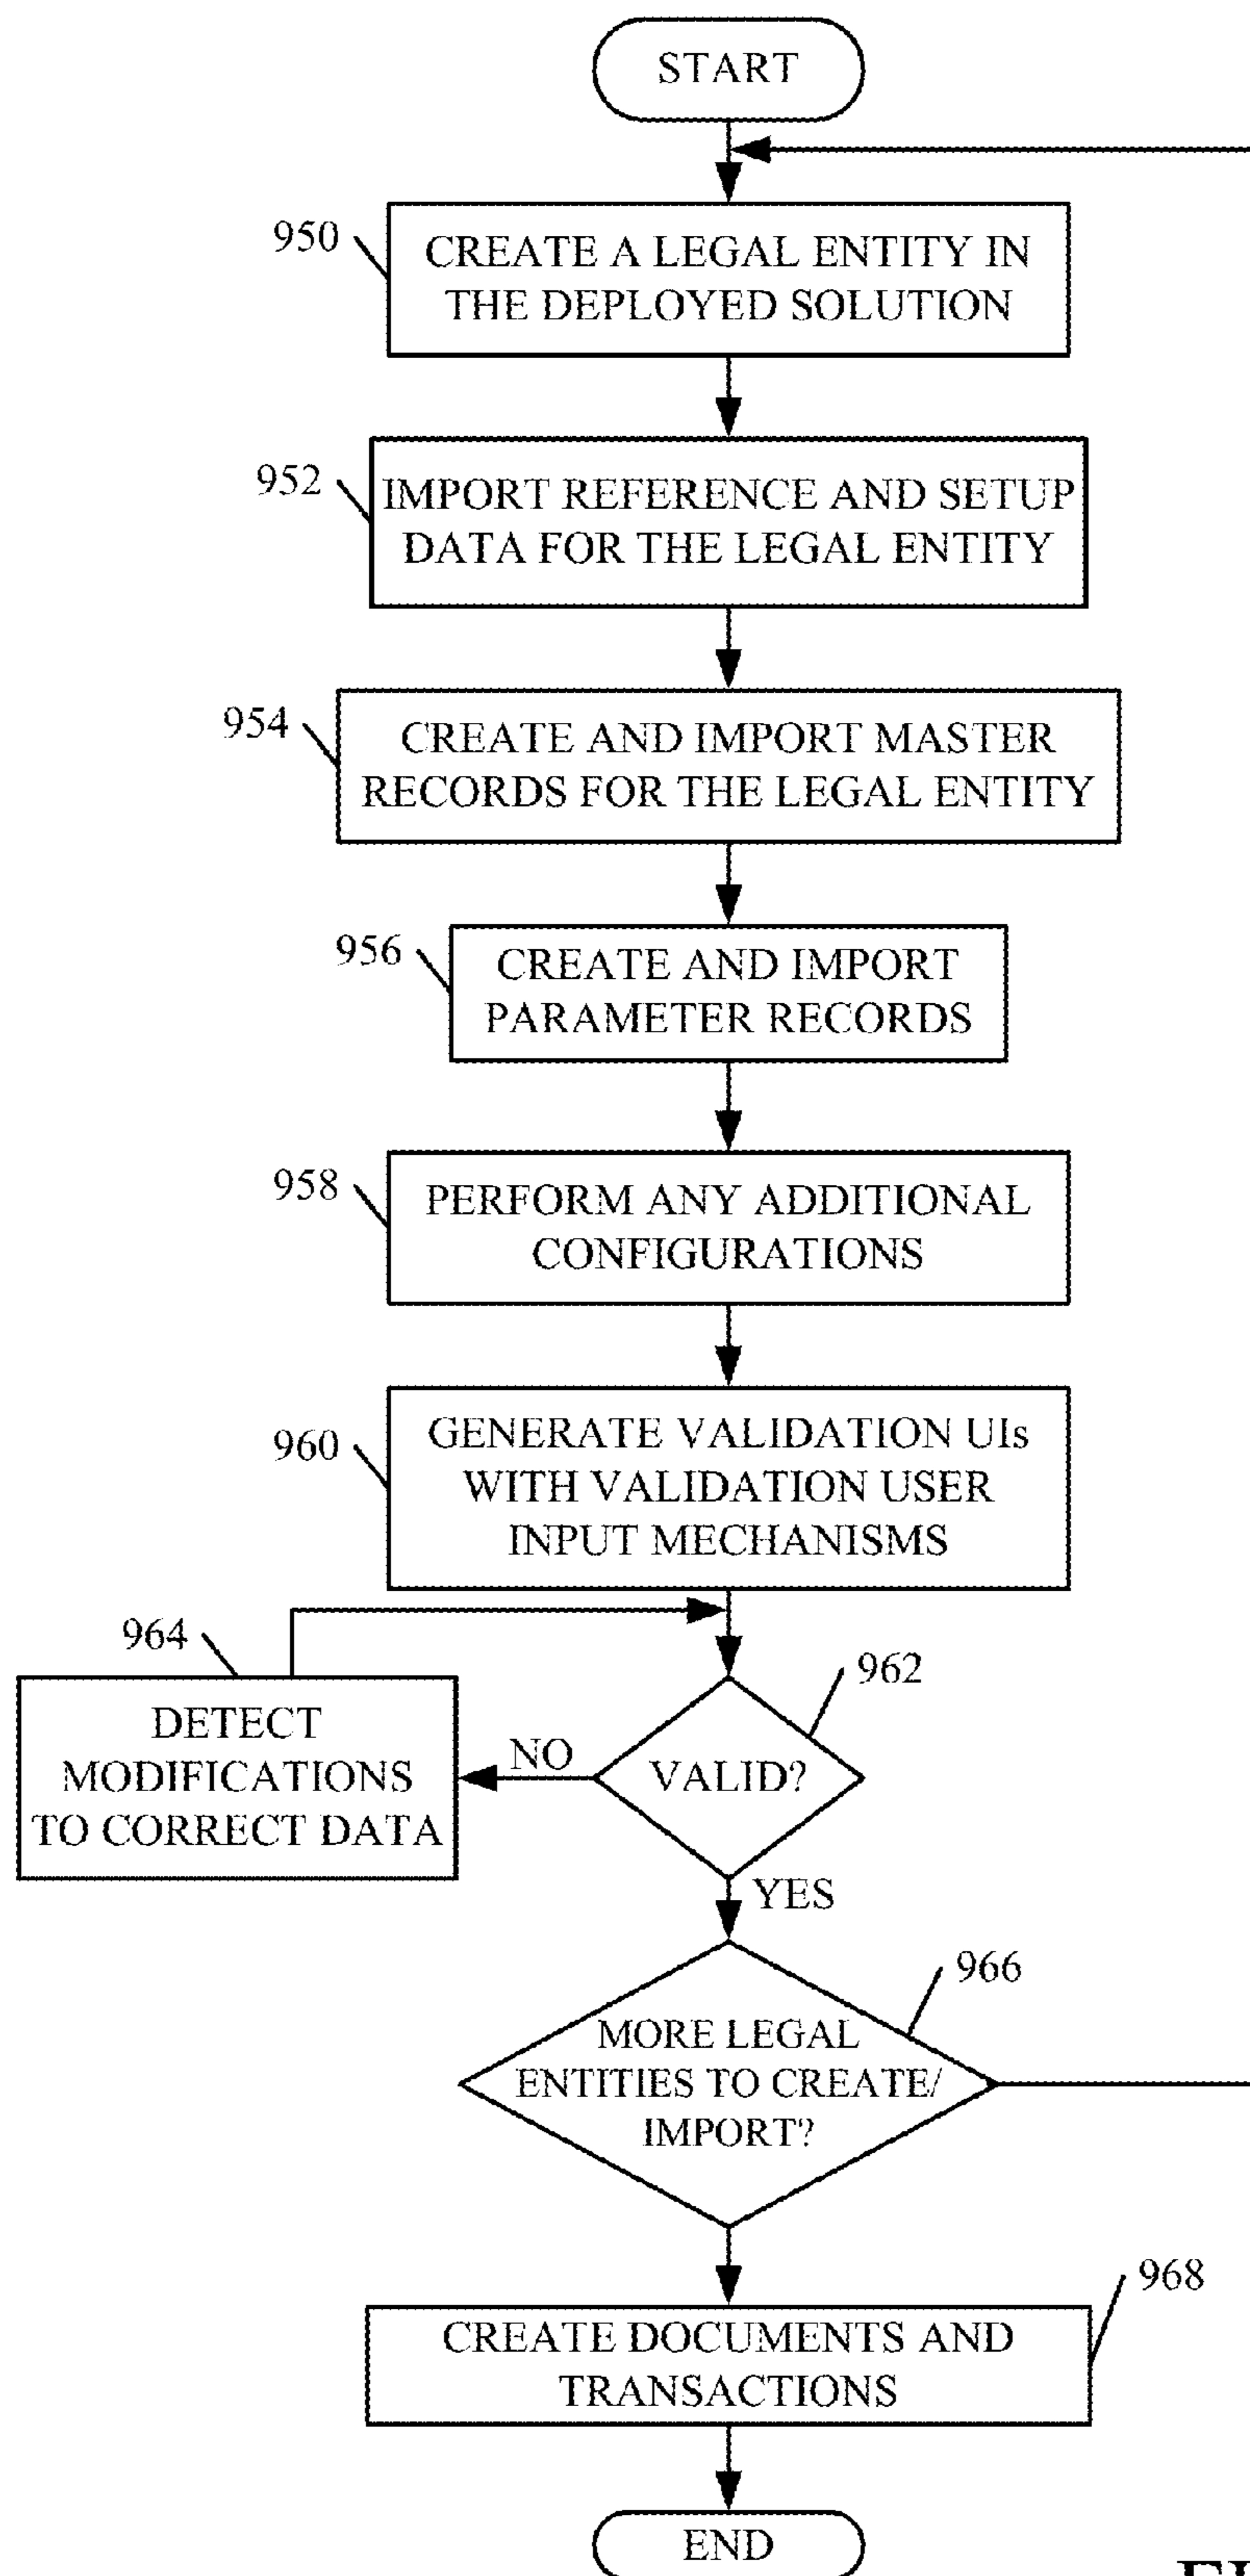 START
950
CREATE A LEGAL ENTITY IN
THE DEPLOYED SOLUTION
952
IMPORT REFERENCE AND SETUP
DATA FOR THE LEGAL ENTITY
954
CREATE AND IMPORT MASTER
RECORDS FOR THE LEGAL ENTITY
956
CREATE AND IMPORT
PARAMETER RECORDS
958
PERFORM ANY ADDITIONAL
CONFIGURATIONS
960
GENERATE VALIDATION UIs
WITH VALIDATION USER
INPUT MECHANISMS
964
DETECT
MODIFICATIONS
TO CORRECT DATA
NO
962
VALID?
YES
966
MORE LEGAL
ENTITIES TO CREATE/
IMPORT?
968
CREATE DOCUMENTS AND
TRANSACTIONS
END